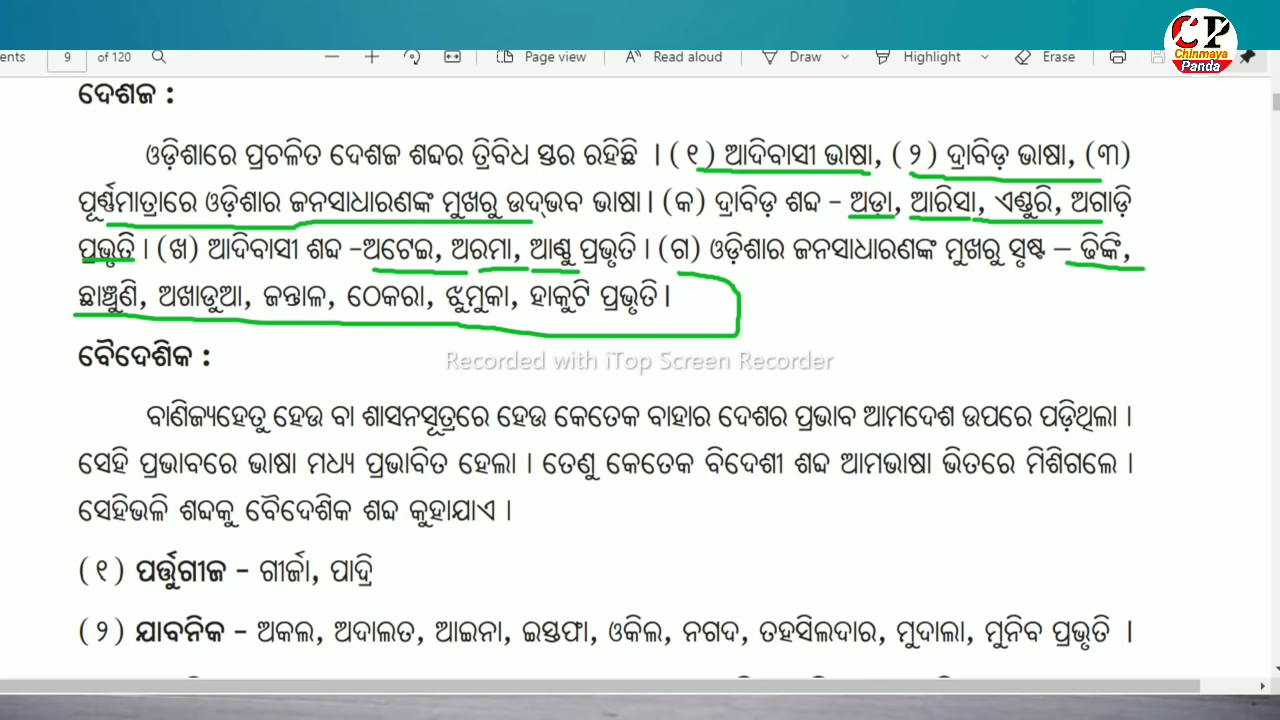 CP
Chinmaya
Panda
ents 9 of 120 Page view Read aloud Draw Highlight Erase
ଦେଶଜ :
ଓଡ଼ିଶାରେ ପ୍ରଚଳିତ ଦେଶଜ ଶବ୍ଦର ତ୍ରିବିଧ ସ୍ତର ରହିଛି । (୧) ଆଦିବାସୀ ଭାଷା, (୨) ଦ୍ରାବିଡ଼ ଭାଷା, (୩)
ପୂର୍ଣ୍ଣମାତ୍ରାରେ ଓଡ଼ିଶାର ଜନସାଧାରଣଙ୍କ ମୁଖରୁ ଉଦ୍‌ଭବ ଭାଷା । (କ) ଦ୍ରାବିଡ଼ ଶବ୍ଦ - ଅଡ଼ା, ଆରିସା, ଏଣ୍ଡୁରି, ଅଗାଡ଼ି
ପ୍ରଭୃତି । (ଖ) ଆଦିବାସୀ ଶବ୍ଦ -ଅଟେଇ, ଅରମା, ଆଣ୍ଠୁ ପ୍ରଭୃତି । (ଗ) ଓଡ଼ିଶାର ଜନସାଧାରଣଙ୍କ ମୁଖରୁ ସୃଷ୍ଟ – ଢିଙ୍କି,
ଛାଞ୍ଚୁଣି, ଅଖାଡୁଆ, ଜନ୍ତାଳ, ଠେକରା, ଝୁମୁକା, ହାକୁଟି ପ୍ରଭୃତି ।
Recorded with iTop Screen Recorder
ବୈଦେଶିକ :
ବାଣିଜ୍ୟହେତୁ ହେଉ ବା ଶାସନସୂତ୍ରରେ ହେଉ କେତେକ ବାହାର ଦେଶର ପ୍ରଭାବ ଆମଦେଶ ଉପରେ ପଡ଼ିଥିଲା ।
ସେହି ପ୍ରଭାବରେ ଭାଷା ମଧ୍ୟ ପ୍ରଭାବିତ ହେଲା । ତେଣୁ କେତେକ ବିଦେଶୀ ଶବ୍ଦ ଆମଭାଷା ଭିତରେ ମିଶିଗଲେ ।
ସେହିଭଳି ଶବ୍ଦକୁ ବୈଦେଶିକ ଶବ୍ଦ କୁହାଯାଏ ।
(୧) ପର୍ତ୍ତୁଗୀଜ - ଗୀର୍ଜା, ପାଦ୍ରି
(୨) ଯାବନିକ - ଅକଲ, ଅଦାଲତ, ଆଇନା, ଇସ୍ତଫା, ଓକିଲ, ନଗଦ, ତହସିଲଦାର, ମୁଦାଲା, ମୁନିବ ପ୍ରଭୃତି ।